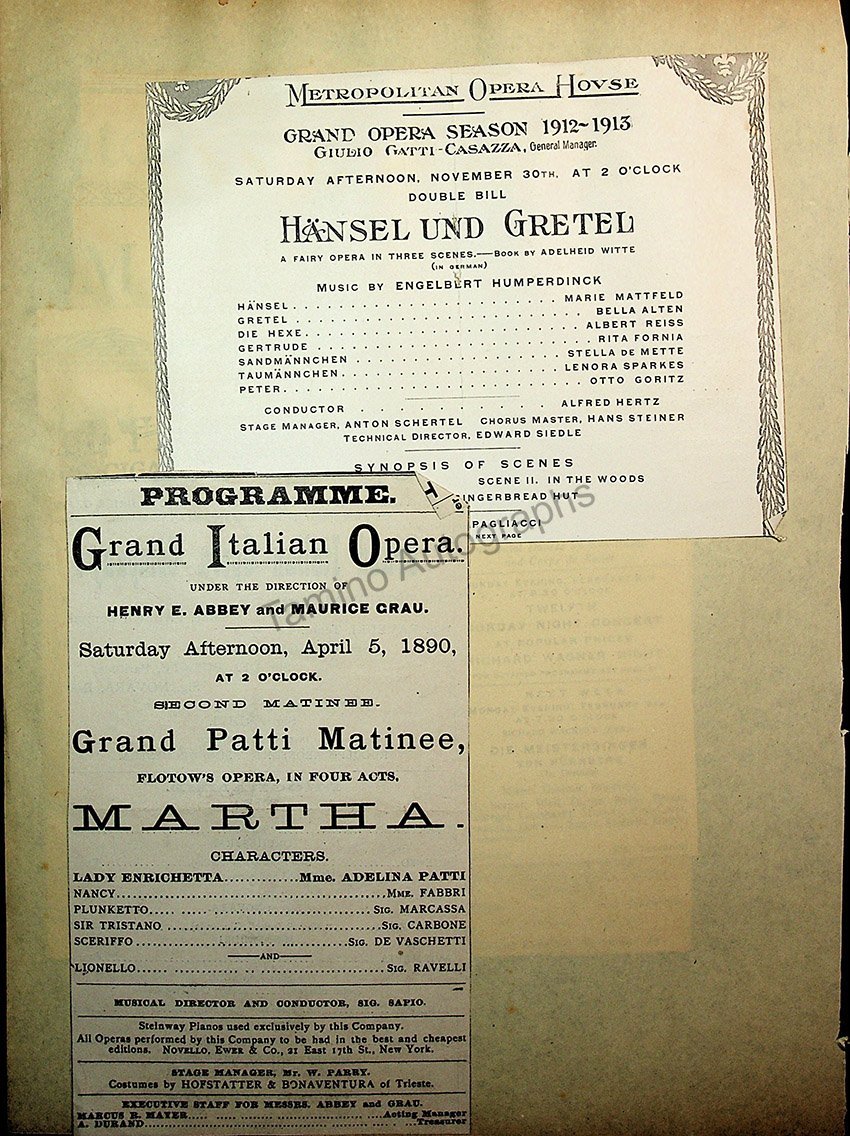 METROPOLITAN OPERA HOVSE
GRAND OPERA SEASON 1912~1913
GIULIO GATTI-CASAZZA, General Manager.
SATURDAY AFTERNOON, NOVEMBER 30TH, AT 2 O'CLOCK
DOUBLE BILL
HÄNSEL UND GRETEL
A FAIRY OPERA IN THREE SCENES.—BOOK BY ADELHEID WITTE
(IN GERMAN)
MUSIC BY ENGELBERT HUMPERDINCK
HÄNSEL. . . . . . . . . . . . . . . . . . . . . . . . MARIE MATTFELD
GRETEL . . . . . . . . . . . . . . . . . . . . . . . . BELLA ALTEN
DIE HEXE. . . . . . . . . . . . . . . . . . . . . . . . ALBERT REISS
GERTRUDE . . . . . . . . . . . . . . . . . . . . . . . . RITA FORNIA
SANDMÄNNCHEN . . . . . . . . . . . . . . . . . . STELLA DE METTE
TAUMÄNNCHEN. . . . . . . . . . . . . . . . . . . LENORA SPARKES
PETER. . . . . . . . . . . . . . . . . . . . . . . . OTTO GORITZ
CONDUCTOR . . . . . . . . . . ALFRED HERTZ
STAGE MANAGER, ANTON SCHERTEL CHORUS MASTER, HANS STEINER
TECHNICAL DIRECTOR, EDWARD SIEDLE
SYNOPSIS OF SCENES
SCENE II. IN THE WOODS
GINGERBREAD HUT
PAGLIACCI
NEXT PAGE
PROGRAMME.
Grand Italian Opera.
UNDER THE DIRECTION OF
HENRY E. ABBEY and MAURICE GRAU.
Saturday Afternoon, April 5, 1890,
AT 2 O'CLOCK.
SECOND MATINEE.
Grand Patti Matinee,
FLOTOW'S OPERA, IN FOUR ACTS,
MARTHA.
CHARACTERS.
LADY ENRICHETTA.............Mme. ADELINA PATTI
NANCY..................................................MME. FABBRI
PLUNKETTO..... ... ..............................SIG. MARCASSA
SIR TRISTANO ........................................SIG. CARBONE
SCERIFFO .....................................SIG. DE VASCHETTI
AND
LIONELLO...... ............ ... ........................SIG. RAVELLI
MUSICAL DIRECTOR AND CONDUCTOR, SIG. SAPIO.
Steinway Pianos used exclusively by this Company.
All Operas performed by this Company to be had in the best and cheapest
editions. NOVELLO, EWER & CO., 21 East 17th St., New York.
STAGE MANAGER, Mr. W. PARRY.
Costumes by HOFSTATTER & BONAVENTURA of Trieste.
EXECUTIVE STAFF FOR MESSRS. ABBEY and GRAU.
MARCUS R. MAYER..... ... ..............................Acting Manager
A. DURAND..... ... ................................ .. . ...Treasurer
Tamino Autographs
TWELFTH
DIE MEISTERSINGER